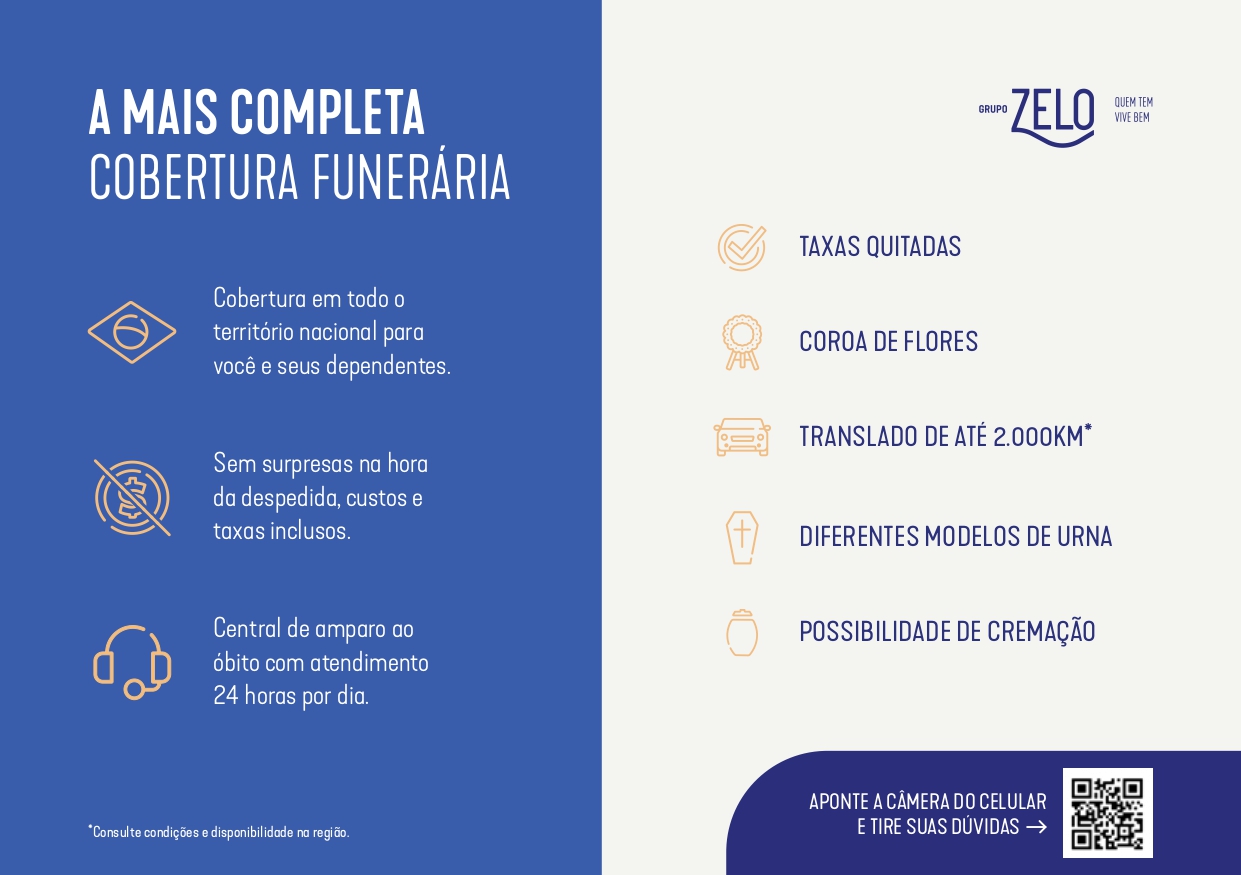 A MAIS COMPLETA
COBERTURA FUNERÁRIA
Cobertura em todo o
território nacional para
você e seus dependentes.
Sem surpresas na hora
da despedida, custos e
taxas inclusos.
Central de amparo ao
óbito com atendimento
24 horas por dia.
*Consulte condições e disponibilidade na região.
GRUPO ZELO
QUEM TEM
VIVE BEM
TAXAS QUITADAS
COROA DE FLORES
TRANSLADO DE ATÉ 2.000KM*
DIFERENTES MODELOS DE URNA
POSSIBILIDADE DE CREMAÇÃO
APONTE A CÂMERA DO CELULAR
E TIRE SUAS DÚVIDAS →